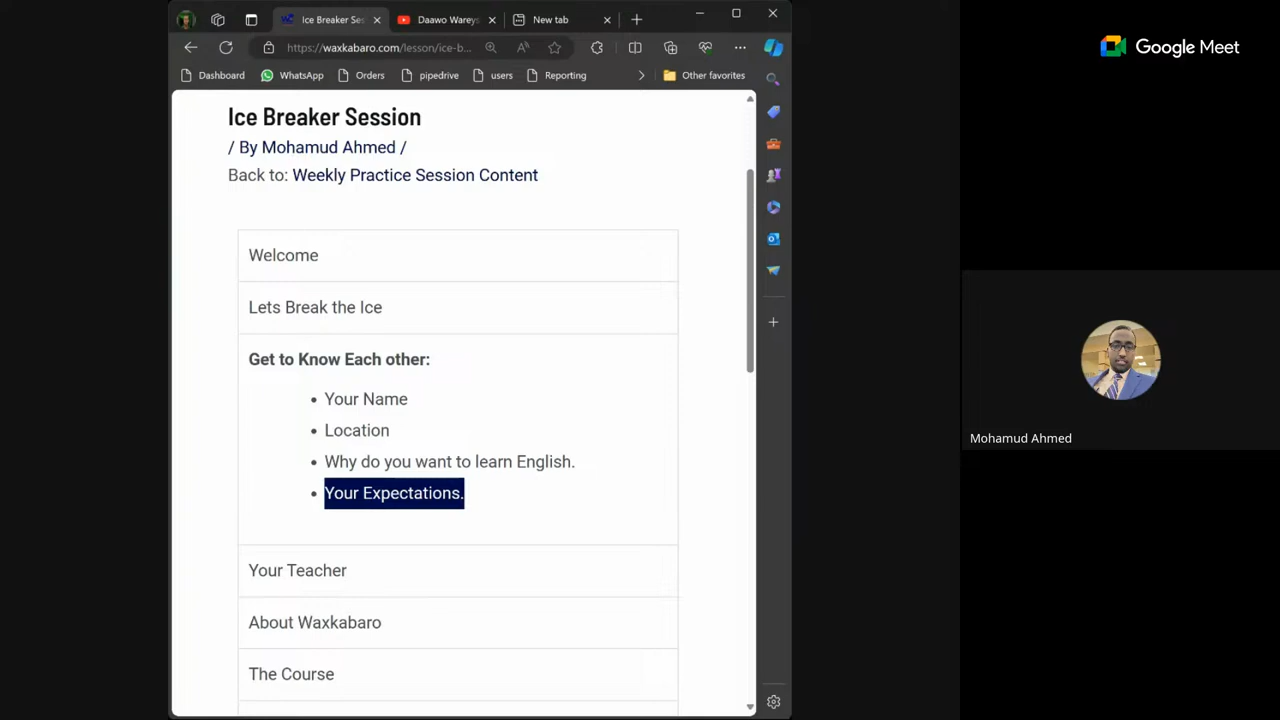 Ice Breaker Ses
Daawo Warey
New tab
https://waxkabaro.com/lesson/ice-b...
Dashboard
WhatsApp
Orders
pipedrive
users
Reporting
Other favorites
Google Meet
Ice Breaker Session
/ By Mohamud Ahmed /
Back to: Weekly Practice Session Content
Welcome
Lets Break the Ice
Get to Know Each other:
• Your Name
• Location
• Why do you want to learn English.
• Your Expectations.
Your Teacher
About Waxkabaro
The Course
Mohamud Ahmed